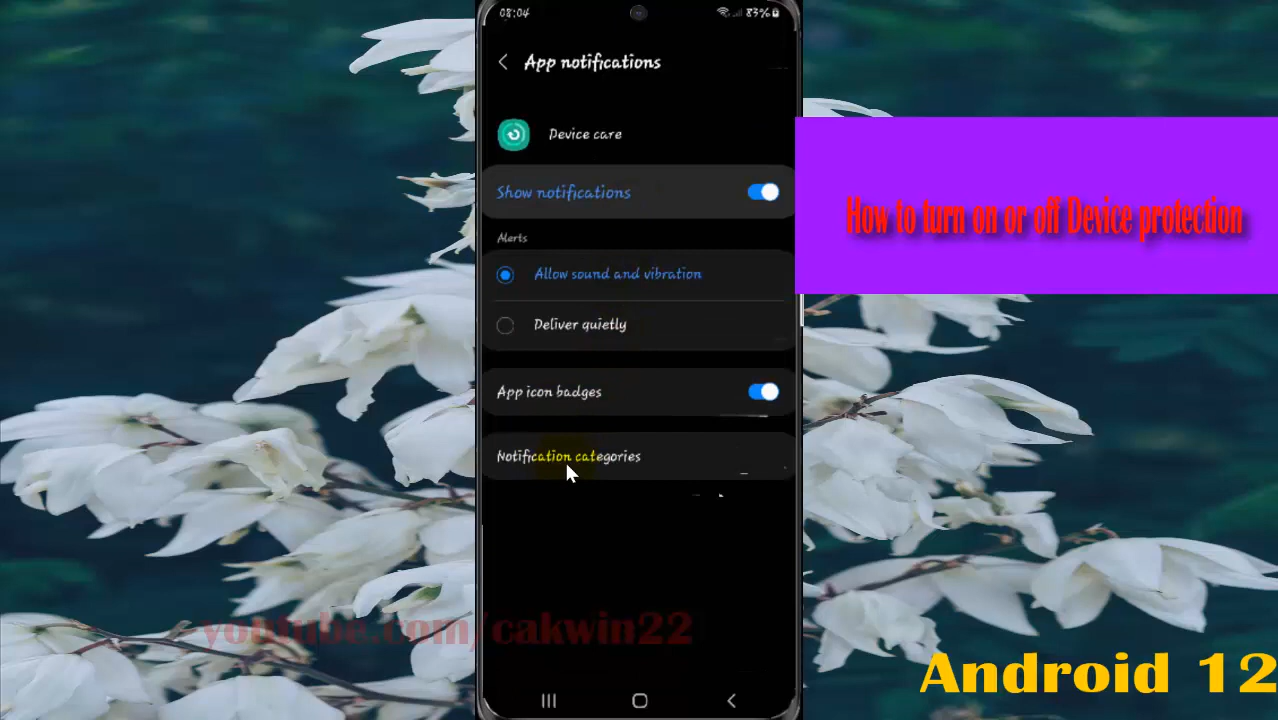 08:04 83%
App notifications
Device care
Show notifications
Alerts
Allow sound and vibration
Deliver quietly
App icon badges
Notification categories
How to turn on or off Device protection
youtube.com/cakwin22
Android 12